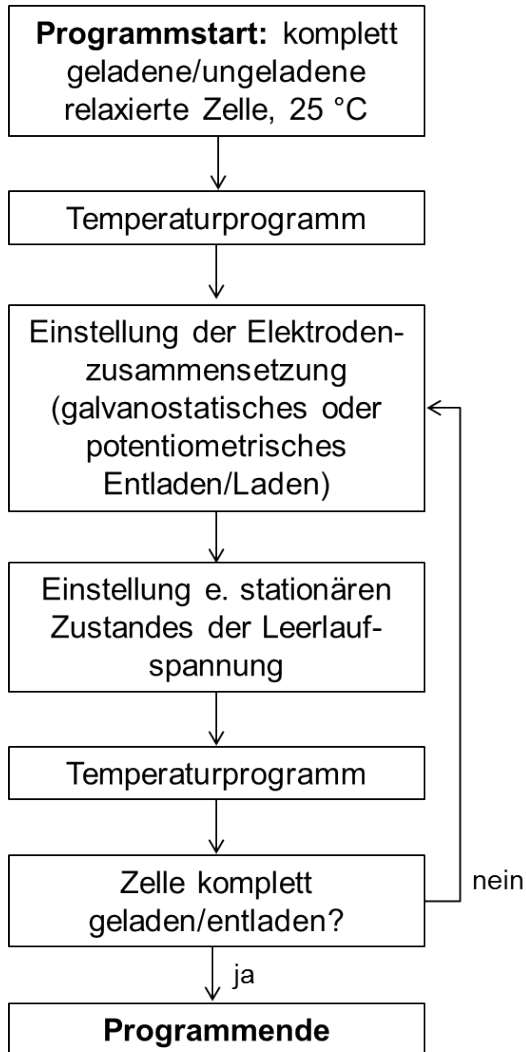 Programmstart: komplett
geladene/ungeladene
relaxierte Zelle, 25 °C
Temperaturprogramm
Einstellung der Elektroden-
zusammensetzung
(galvanostatisches oder
potentiometrisches
Entladen/Laden)
Einstellung e. stationären
Zustandes der Leerlauf-
spannung
Temperaturprogramm
Zelle komplett
geladen/entladen?
nein
ja
Programmende